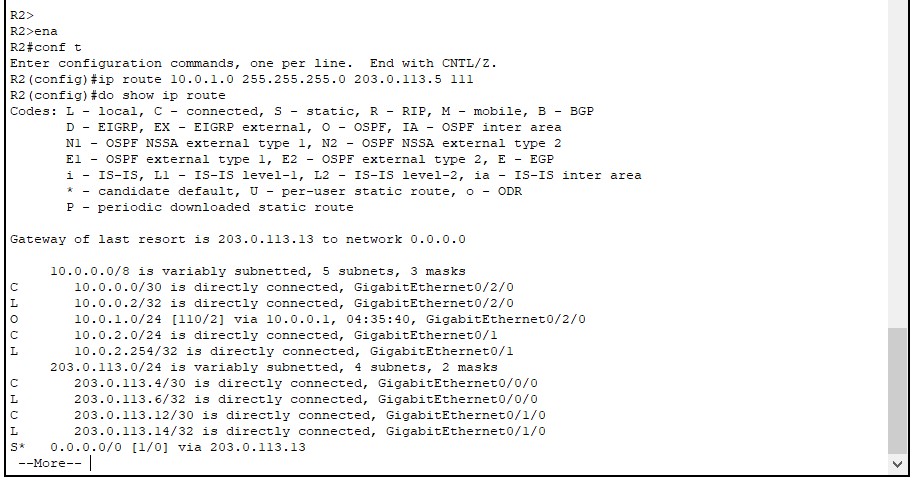 R2>
R2>ena
R2#conf t
Enter configuration commands, one per line.  End with CNTL/Z.
R2(config)#ip route 10.0.1.0 255.255.255.0 203.0.113.5 111
R2(config)#do show ip route
Codes: L - local, C - connected, S - static, R - RIP, M - mobile, B - BGP
       D - EIGRP, EX - EIGRP external, O - OSPF, IA - OSPF inter area
       N1 - OSPF NSSA external type 1, N2 - OSPF NSSA external type 2
       E1 - OSPF external type 1, E2 - OSPF external type 2, E - EGP
       i - IS-IS, L1 - IS-IS level-1, L2 - IS-IS level-2, ia - IS-IS inter area
       * - candidate default, U - per-user static route, o - ODR
       P - periodic downloaded static route

Gateway of last resort is 203.0.113.13 to network 0.0.0.0

     10.0.0.0/8 is variably subnetted, 5 subnets, 3 masks
C       10.0.0.0/30 is directly connected, GigabitEthernet0/2/0
L       10.0.0.2/32 is directly connected, GigabitEthernet0/2/0
O       10.0.1.0/24 [110/2] via 10.0.0.1, 04:35:40, GigabitEthernet0/2/0
C       10.0.2.0/24 is directly connected, GigabitEthernet0/1
L       10.0.2.254/32 is directly connected, GigabitEthernet0/1
     203.0.113.0/24 is variably subnetted, 4 subnets, 2 masks
C       203.0.113.4/30 is directly connected, GigabitEthernet0/0/0
L       203.0.113.6/32 is directly connected, GigabitEthernet0/0/0
C       203.0.113.12/30 is directly connected, GigabitEthernet0/1/0
L       203.0.113.14/32 is directly connected, GigabitEthernet0/1/0
S*   0.0.0.0/0 [1/0] via 203.0.113.13
 --More--